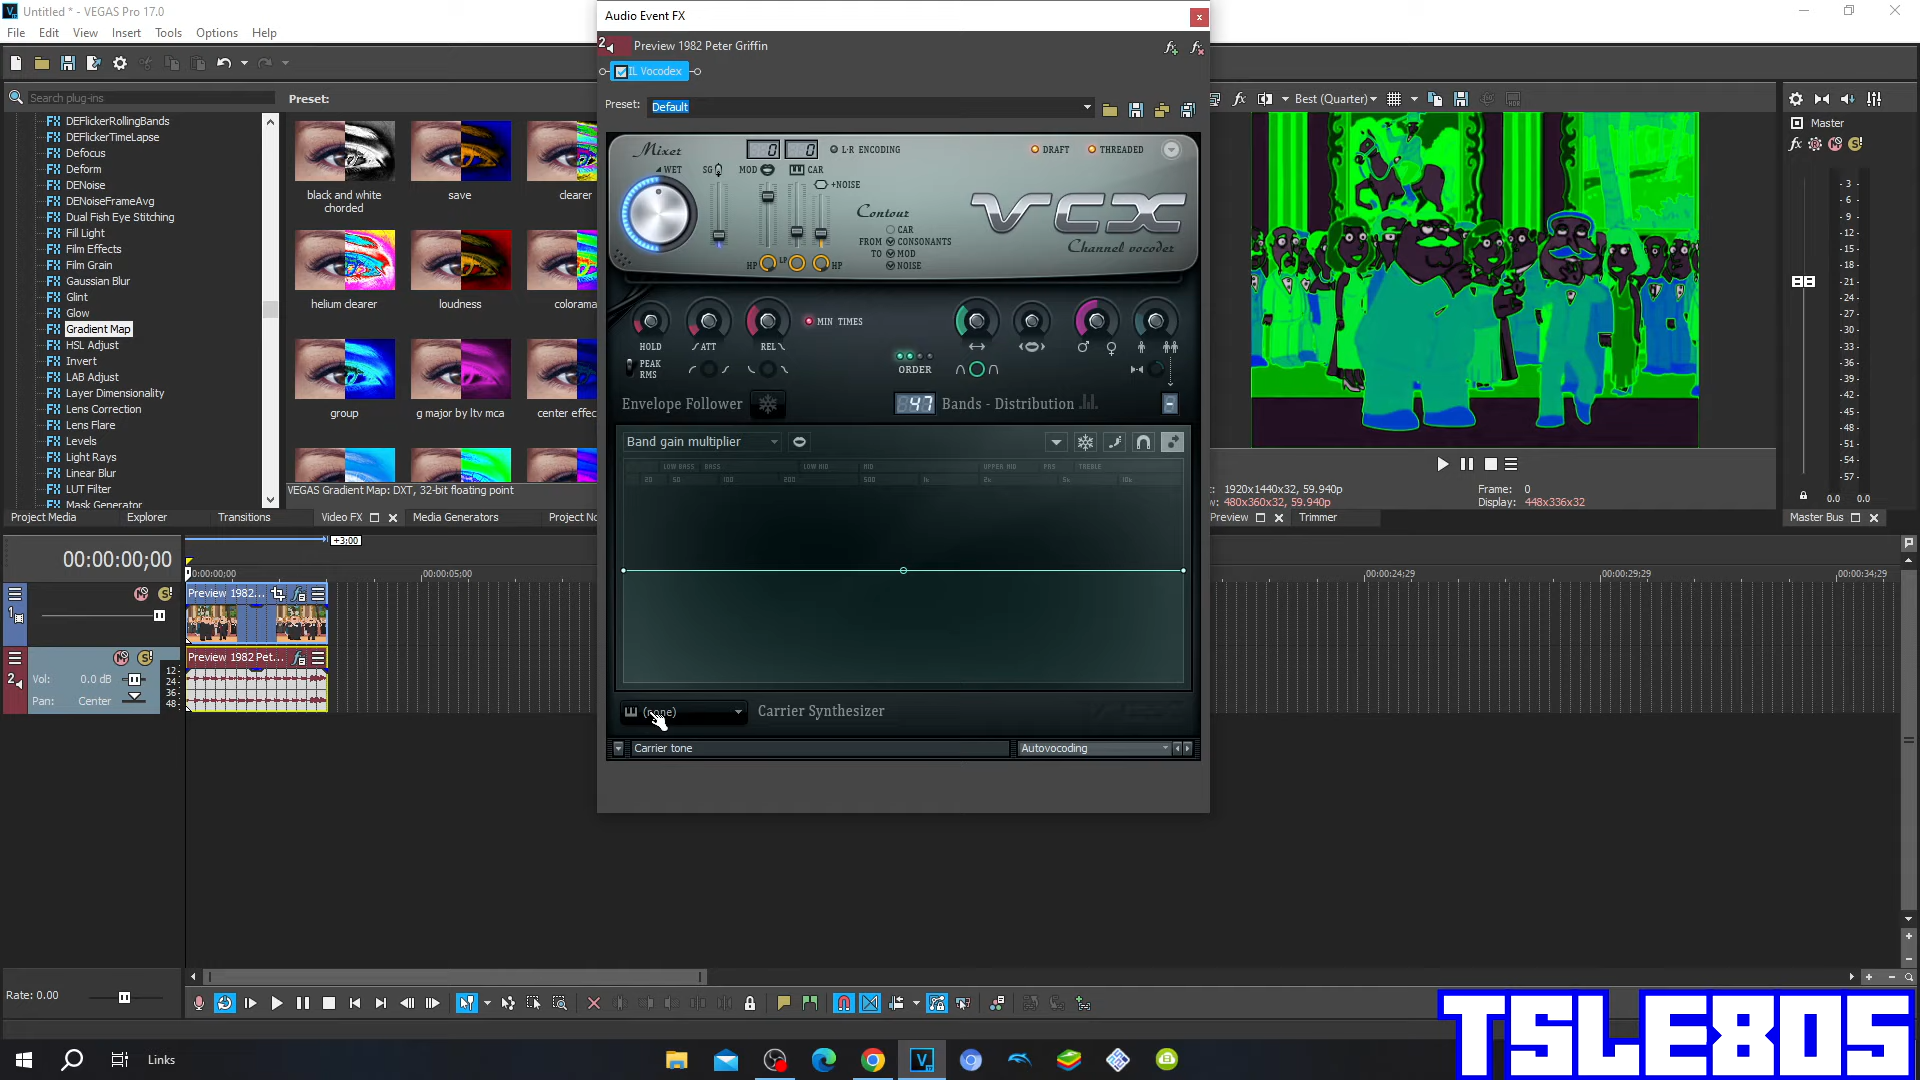 Untitled * - VEGAS Pro 17.0
File Edit View Insert Tools Options Help
Search plug-ins
Preset:
DEFlickerRollingBands
DEFlickerTimeLapse
Defocus
Deform
DENoise
DENoiseFrameAvg
Dual Fish Eye Stitching
Fill Light
Film Effects
Film Grain
Gaussian Blur
Glint
Glow
Gradient Map
HSL Adjust
Invert
LAB Adjust
Layer Dimensionality
Lens Correction
Lens Flare
Levels
Light Rays
Linear Blur
LUT Filter
Mask Generator
black and white chorded
save
clearer
helium clearer
loudness
colorama
group
g major by ltv mca
center effec
VEGAS Gradient Map: DXT, 32-bit floating point
Project Media Explorer Transitions Video FX Media Generators Project No
Audio Event FX
Preview 1982 Peter Griffin
IL Vocodex
Preset: Default
Mixer
WET
SG
MOD
CAR
0 0
L-R ENCODING
DRAFT
THREADED
+NOISE
Contour
CAR
FROM CONSONANTS
TO MOD
NOISE
HP LP HP
VCX
Channel vocoder
HOLD ATT REL
MIN TIMES
PEAK
RMS
ORDER
Envelope Follower
47 Bands - Distribution
Band gain multiplier
LOW BASS BASS LOW MID MID UPPER MID PRS TREBLE
20 50 100 200 500 1k 2k 5k 10k
(none)
Carrier Synthesizer
Carrier tone
Autovocoding
Best (Quarter)
1920x1440x32, 59.940p
480x360x32, 59.940p
Frame: 0
Display: 448x336x32
Preview Trimmer
Master
- 3 -
- 6 -
- 9 -
- 12 -
- 15 -
- 18 -
- 21 -
- 24 -
- 27 -
- 30 -
- 33 -
- 36 -
- 39 -
- 42 -
- 45 -
- 48 -
- 51 -
- 54 -
- 57 -
0.0 0.0
Master Bus
00:00:00;00
+3:00
0:00:00;00 00:00:05;00 00:00:24;29 00:00:29;29 00:00:34;29
1
Preview 1982...
2
Preview 1982 Pet...
Vol: 0.0 dB
Pan: Center
12
24
36
48
Rate: 0.00
Links
TSLE805